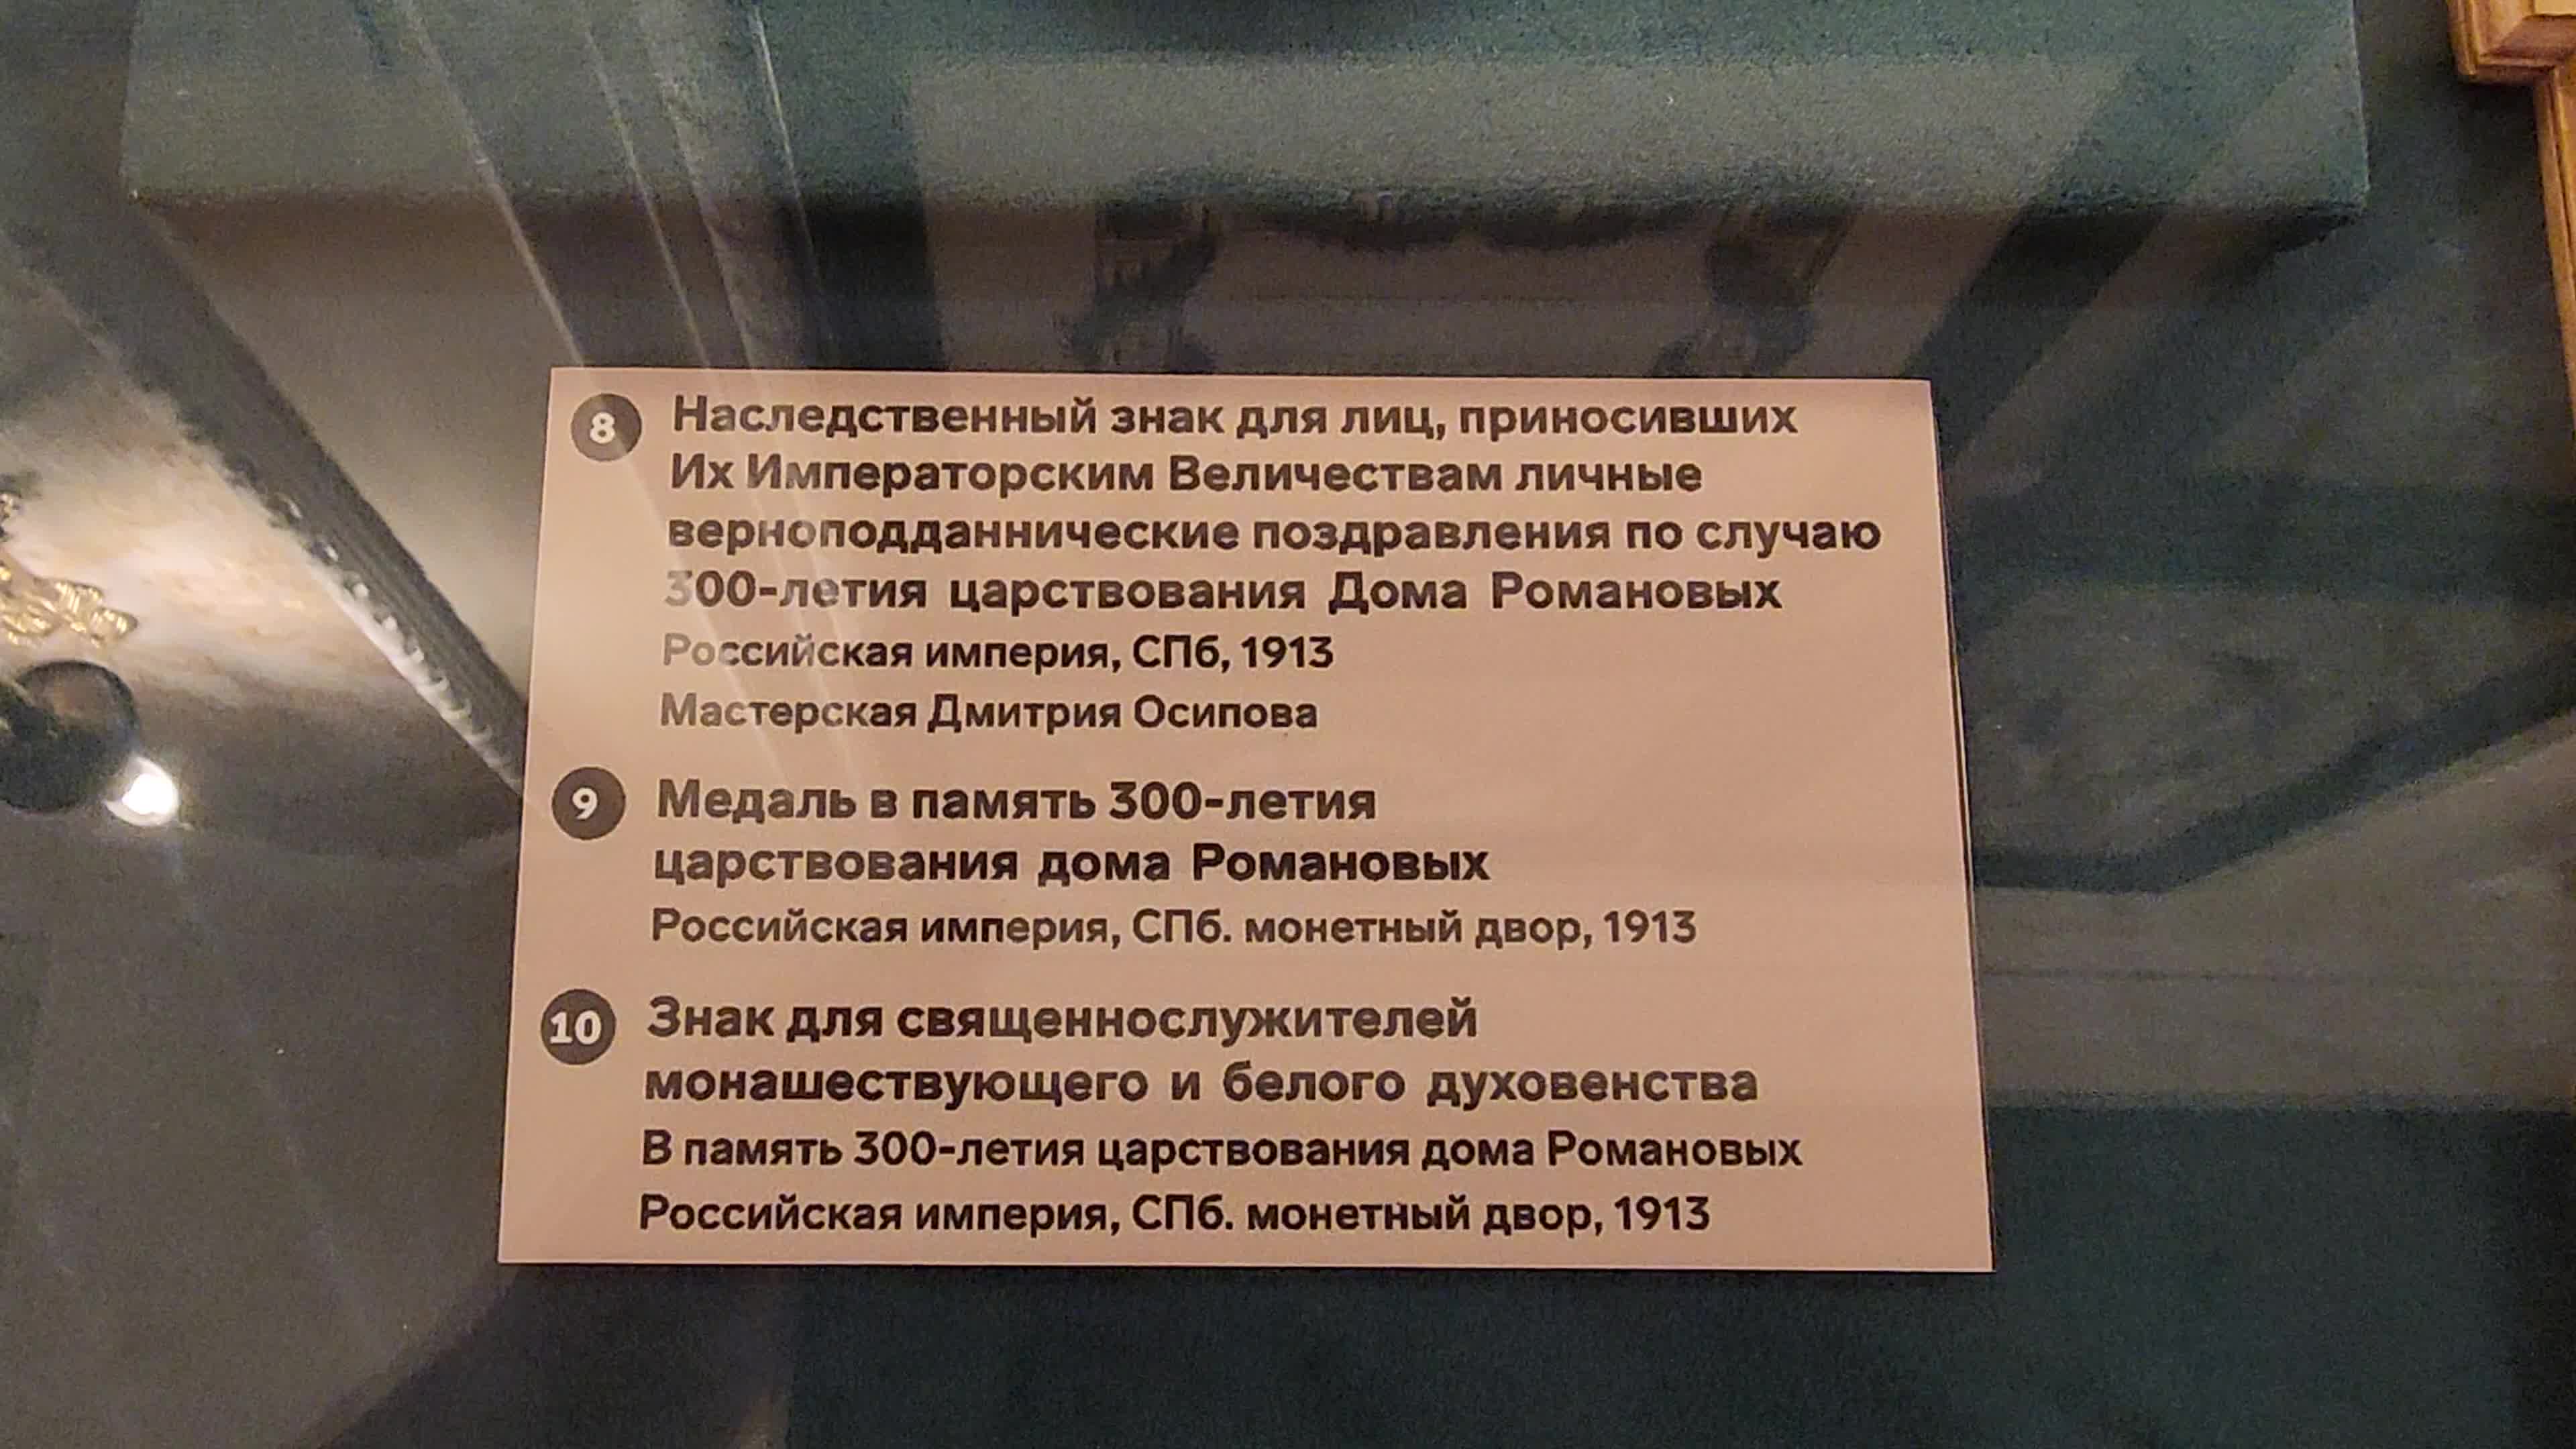 8 Наследственный знак для лиц, приносивших
Их Императорским Величествам личные
верноподданнические поздравления по случаю
300-летия царствования Дома Романовых
Российская империя, СПб, 1913
Мастерская Дмитрия Осипова
9 Медаль в память 300-летия
царствования дома Романовых
Российская империя, СПб. монетный двор, 1913
10 Знак для священнослужителей
монашествующего и белого духовенства
В память 300-летия царствования дома Романовых
Российская империя, СПб. монетный двор, 1913